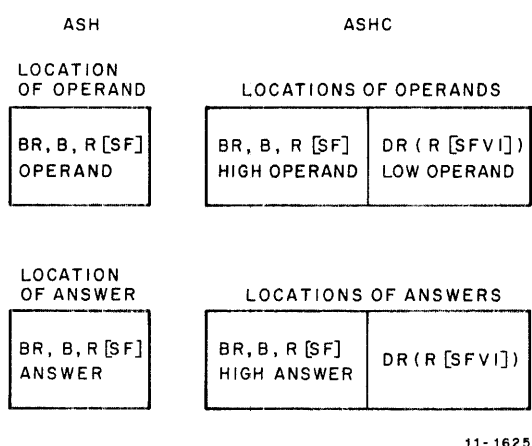 ASH ASHC
LOCATION
OF OPERAND LOCATIONS OF OPERANDS
BR, B, R [SF] BR, B, R [SF] DR (R [SFVI])
OPERAND HIGH OPERAND LOW OPERAND
LOCATION
OF ANSWER LOCATIONS OF ANSWERS
BR, B, R [SF] BR, B, R [SF] DR (R [SFVI])
ANSWER HIGH ANSWER
11-1625